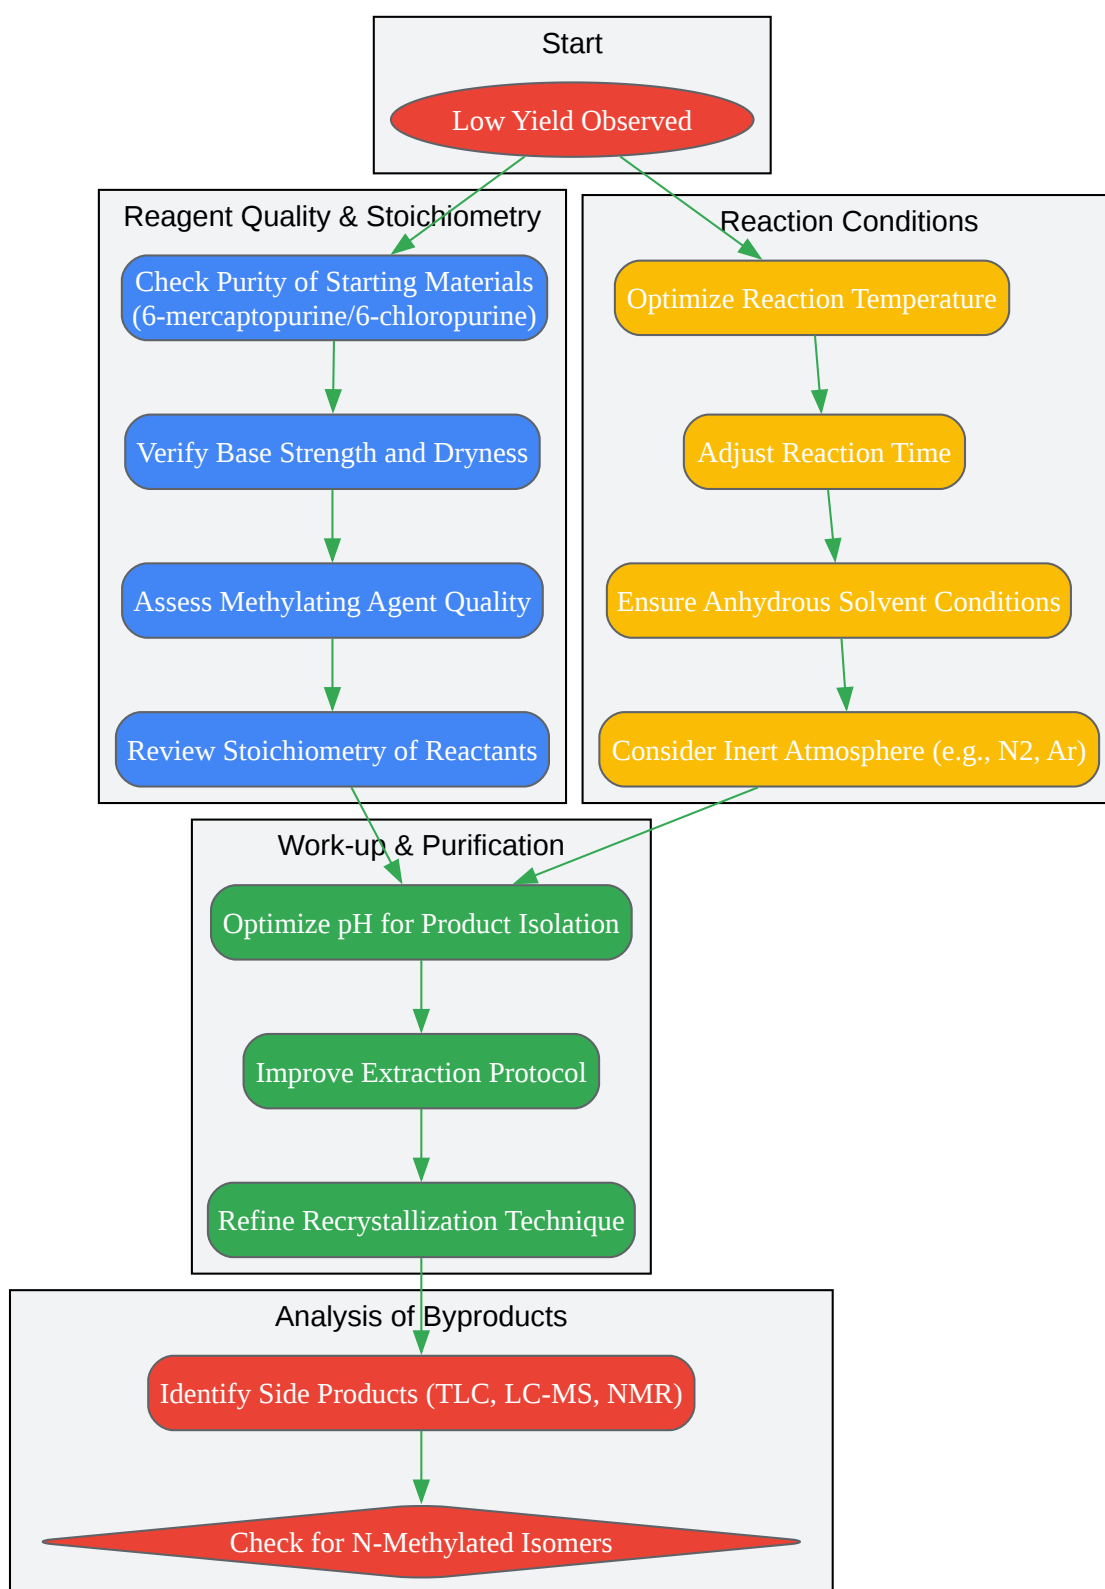 Start
Low Yield Observed
Reagent Quality & Stoichiometry
Check Purity of Starting Materials
(6-mercaptopurine/6-chloropurine)
Verify Base Strength and Dryness
Assess Methylating Agent Quality
Review Stoichiometry of Reactants
Reaction Conditions
Optimize Reaction Temperature
Adjust Reaction Time
Ensure Anhydrous Solvent Conditions
Consider Inert Atmosphere (e.g., N2, Ar)
Work-up & Purification
Optimize pH for Product Isolation
Improve Extraction Protocol
Refine Recrystallization Technique
Analysis of Byproducts
Identify Side Products (TLC, LC-MS, NMR)
Check for N-Methylated Isomers